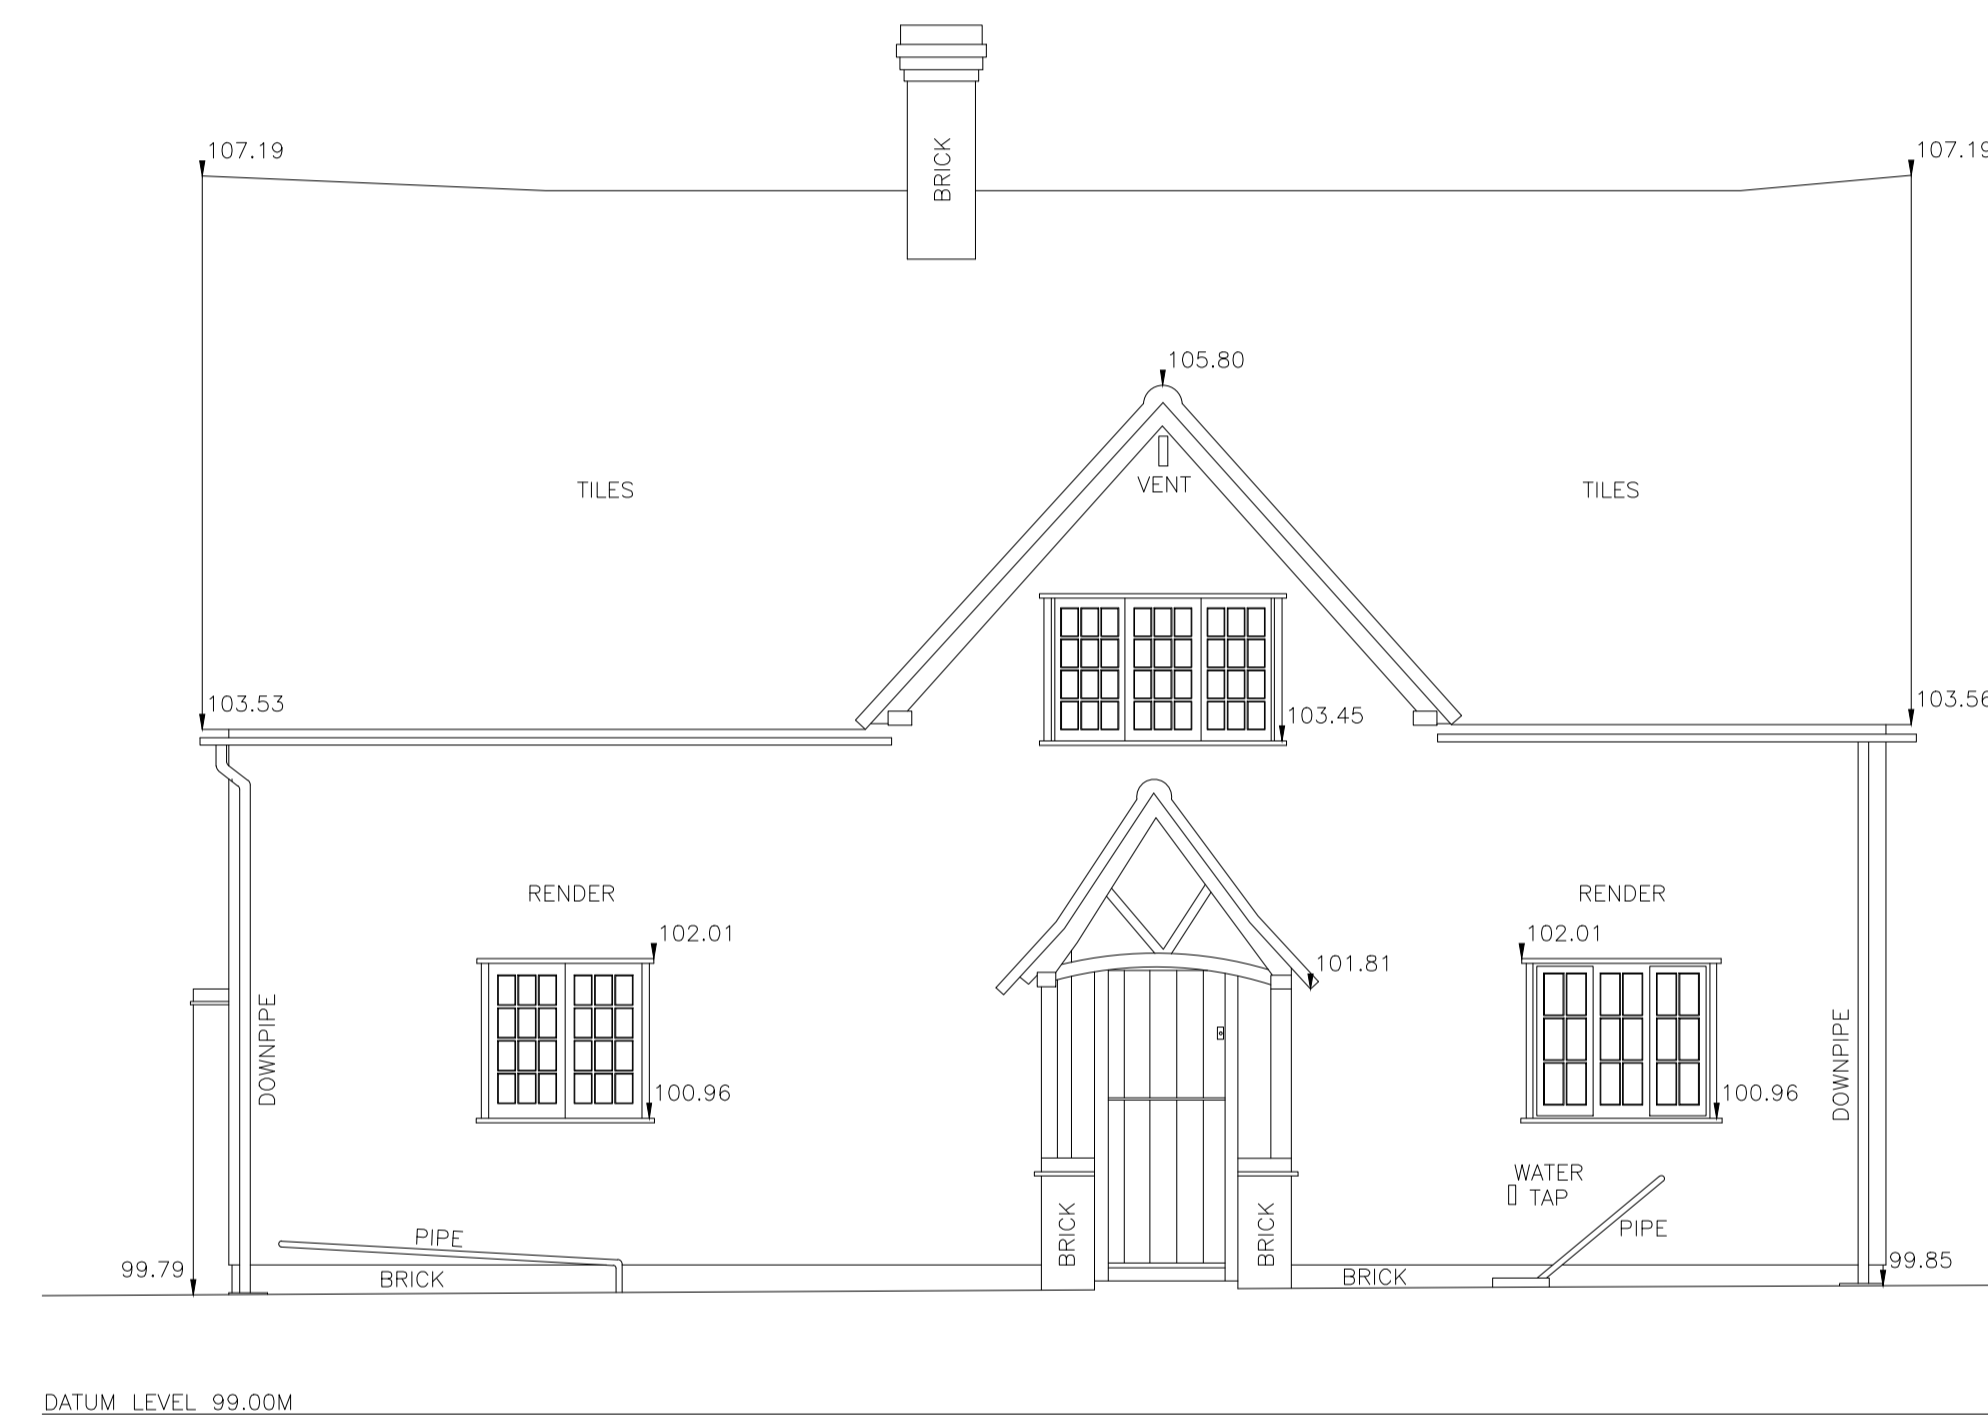 BRICK
107.19
107.19
105.80
VENT
TILES
TILES
103.53
103.56
103.45
RENDER
RENDER
102.01
102.01
101.81
DOWNPIPE
DOWNPIPE
100.96
100.96
WATER
TAP
PIPE
PIPE
BRICK
BRICK
99.79
BRICK
BRICK
99.85
DATUM LEVEL 99.00M